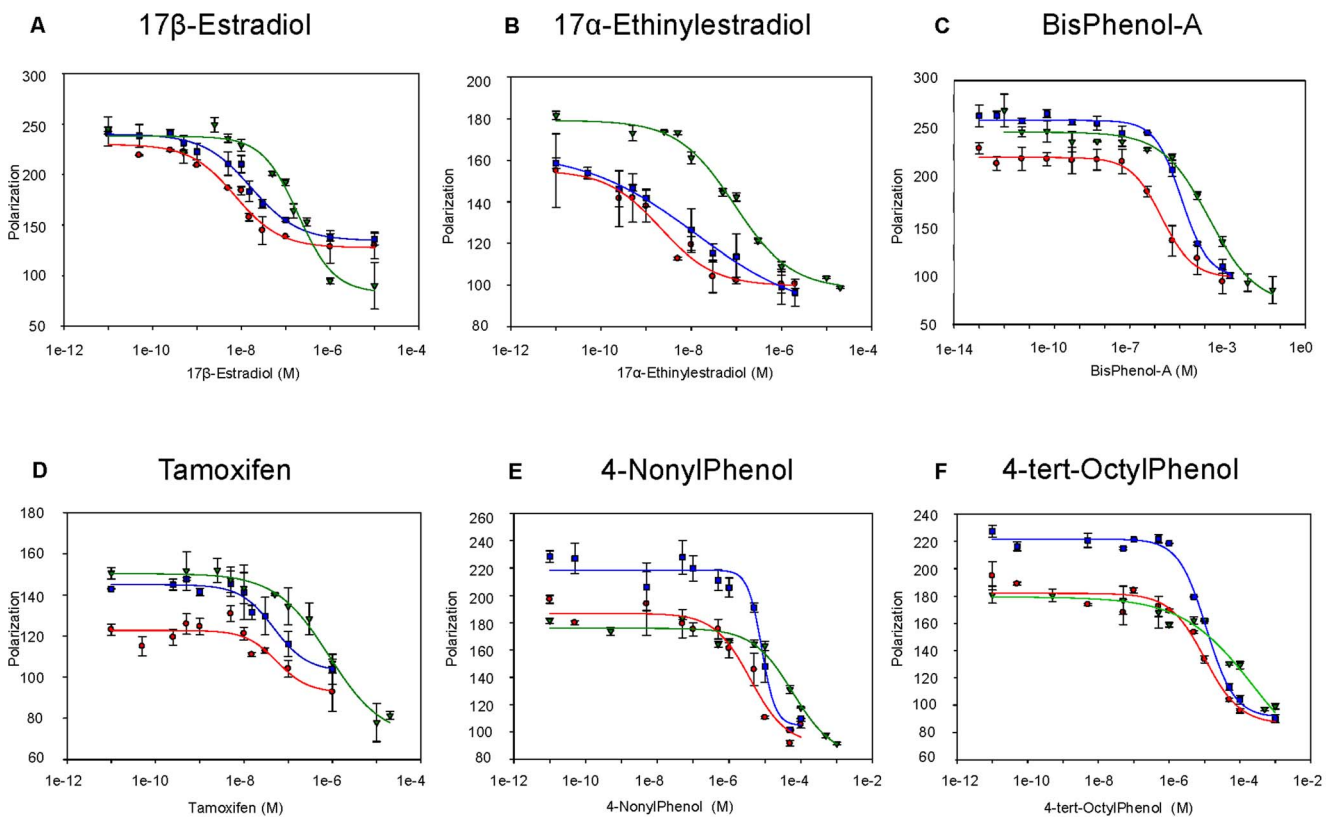 A 17β-Estradiol
300
250
200
150
100
50
Polarization
1e-12 1e-10 1e-8 1e-6 1e-4
17β-Estradiol (M)
B 17α-Ethinylestradiol
200
180
160
140
120
100
80
Polarization
1e-12 1e-10 1e-8 1e-6 1e-4
17α-Ethinylestradiol (M)
C BisPhenol-A
300
250
200
150
100
50
Polarization
1e-14 1e-10 1e-7 1e-3 1e0
BisPhenol-A (M)
D Tamoxifen
180
160
140
120
100
80
60
Polarization
1e-12 1e-10 1e-8 1e-6 1e-4
Tamoxifen (M)
E 4-NonylPhenol
260
240
220
200
180
160
140
120
100
80
Polarization
1e-12 1e-10 1e-8 1e-6 1e-4 1e-2
4-NonylPhenol (M)
F 4-tert-OctylPhenol
240
220
200
180
160
140
120
100
80
60
Polarization
1e-12 1e-10 1e-8 1e-6 1e-4 1e-2
4-tert-OctylPhenol (M)